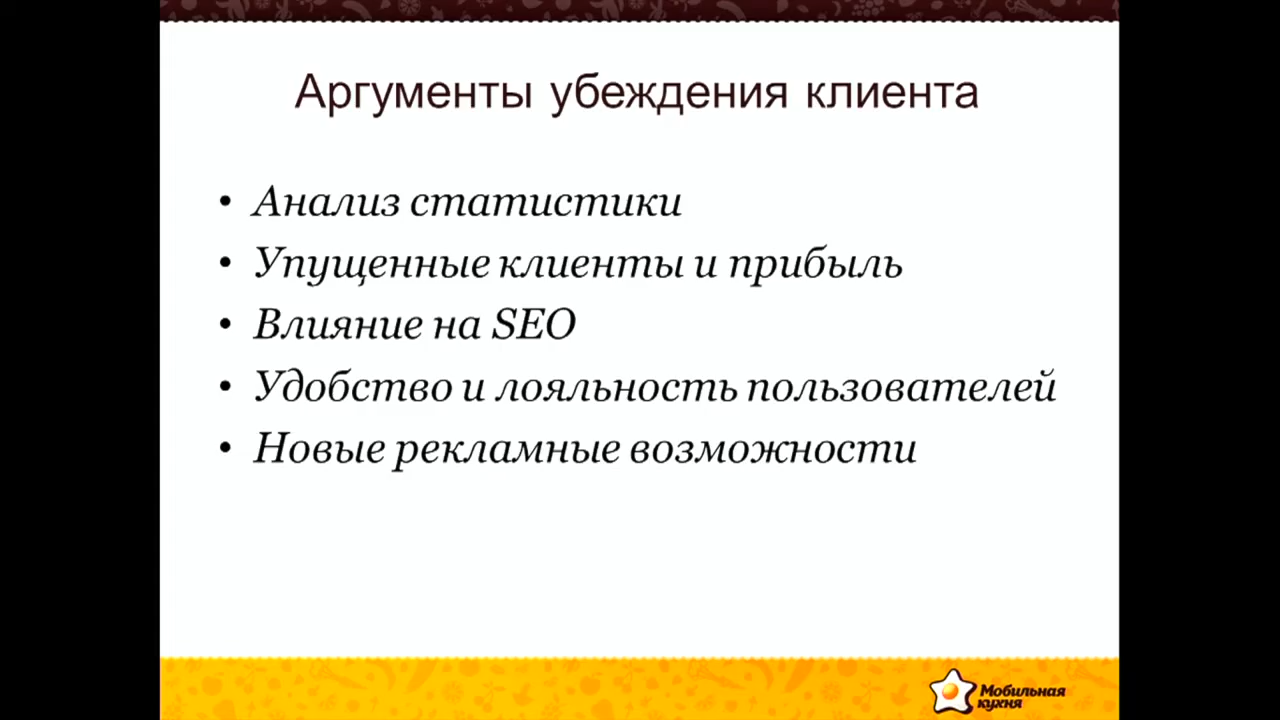 Аргументы убеждения клиента
• Анализ статистики
• Упущенные клиенты и прибыль
• Влияние на SEO
• Удобство и лояльность пользователей
• Новые рекламные возможности
Мобильная
кухня